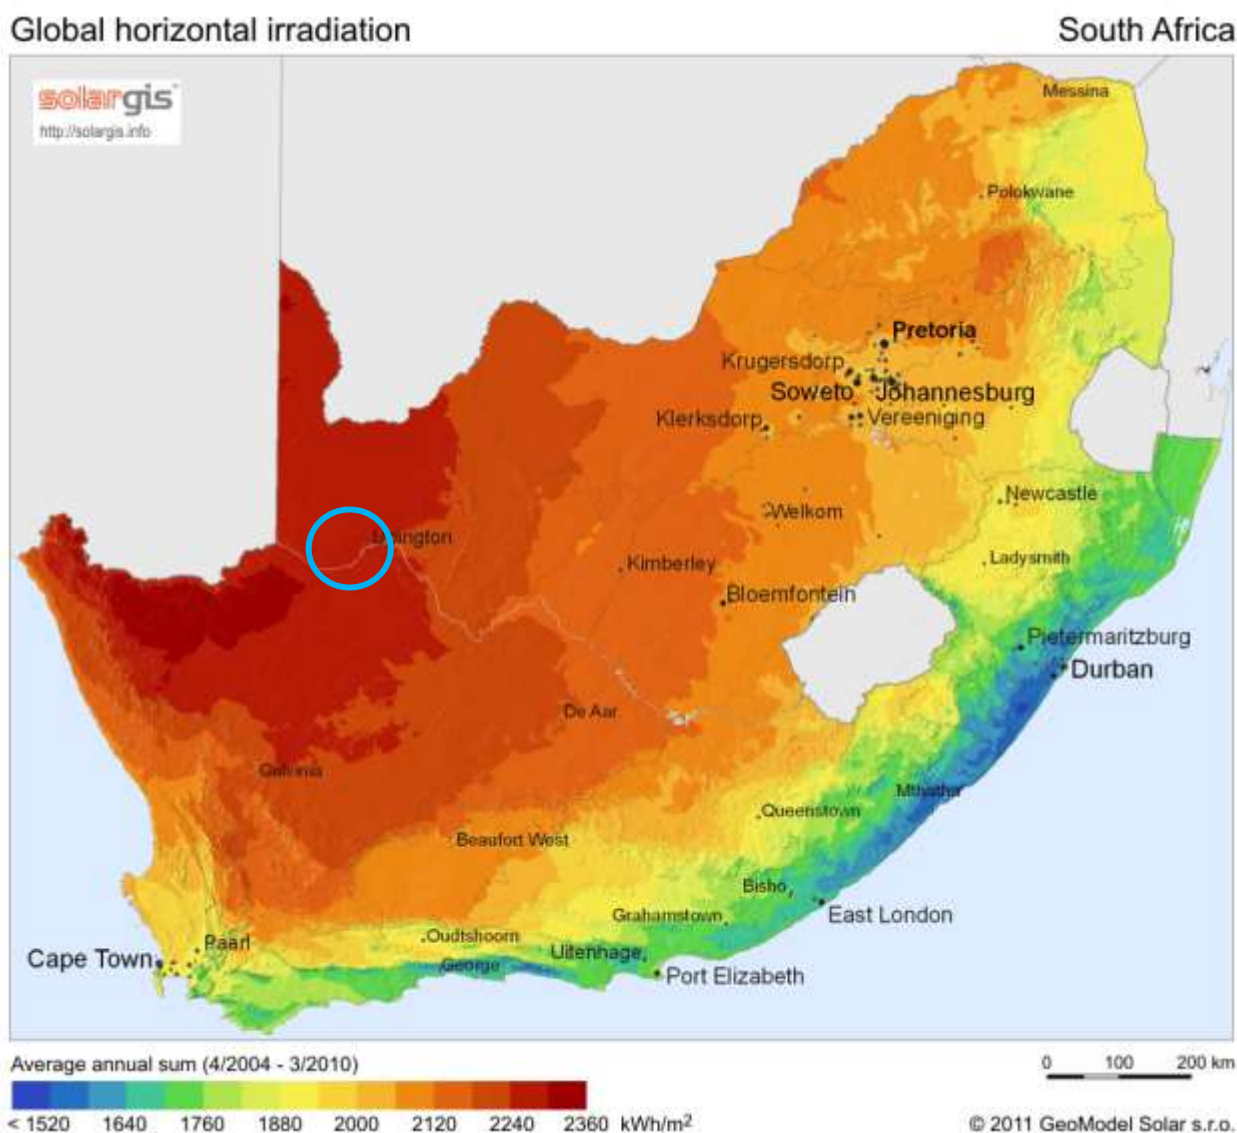 Global horizontal irradiation
South Africa
solargis
http://solargis.info
Messina
Polokwane
Pretoria
Krugersdorp
Soweto
Johannesburg
Klerksdorp
Vereeniging
Newcastle
Welkom
Upington
Ladysmith
Kimberley
Bloemfontein
Pietermaritzburg
Durban
De Aar
Calvinia
Mthatha
Queenstown
Beaufort West
Bisho
East London
Grahamstown
Oudtshoorn
Paarl
Uitenhage
Cape Town
George
Port Elizabeth
Average annual sum (4/2004 - 3/2010)
0 100 200 km
< 1520 1640 1760 1880 2000 2120 2240 2360 kWh/m²
© 2011 GeoModel Solar s.r.o.